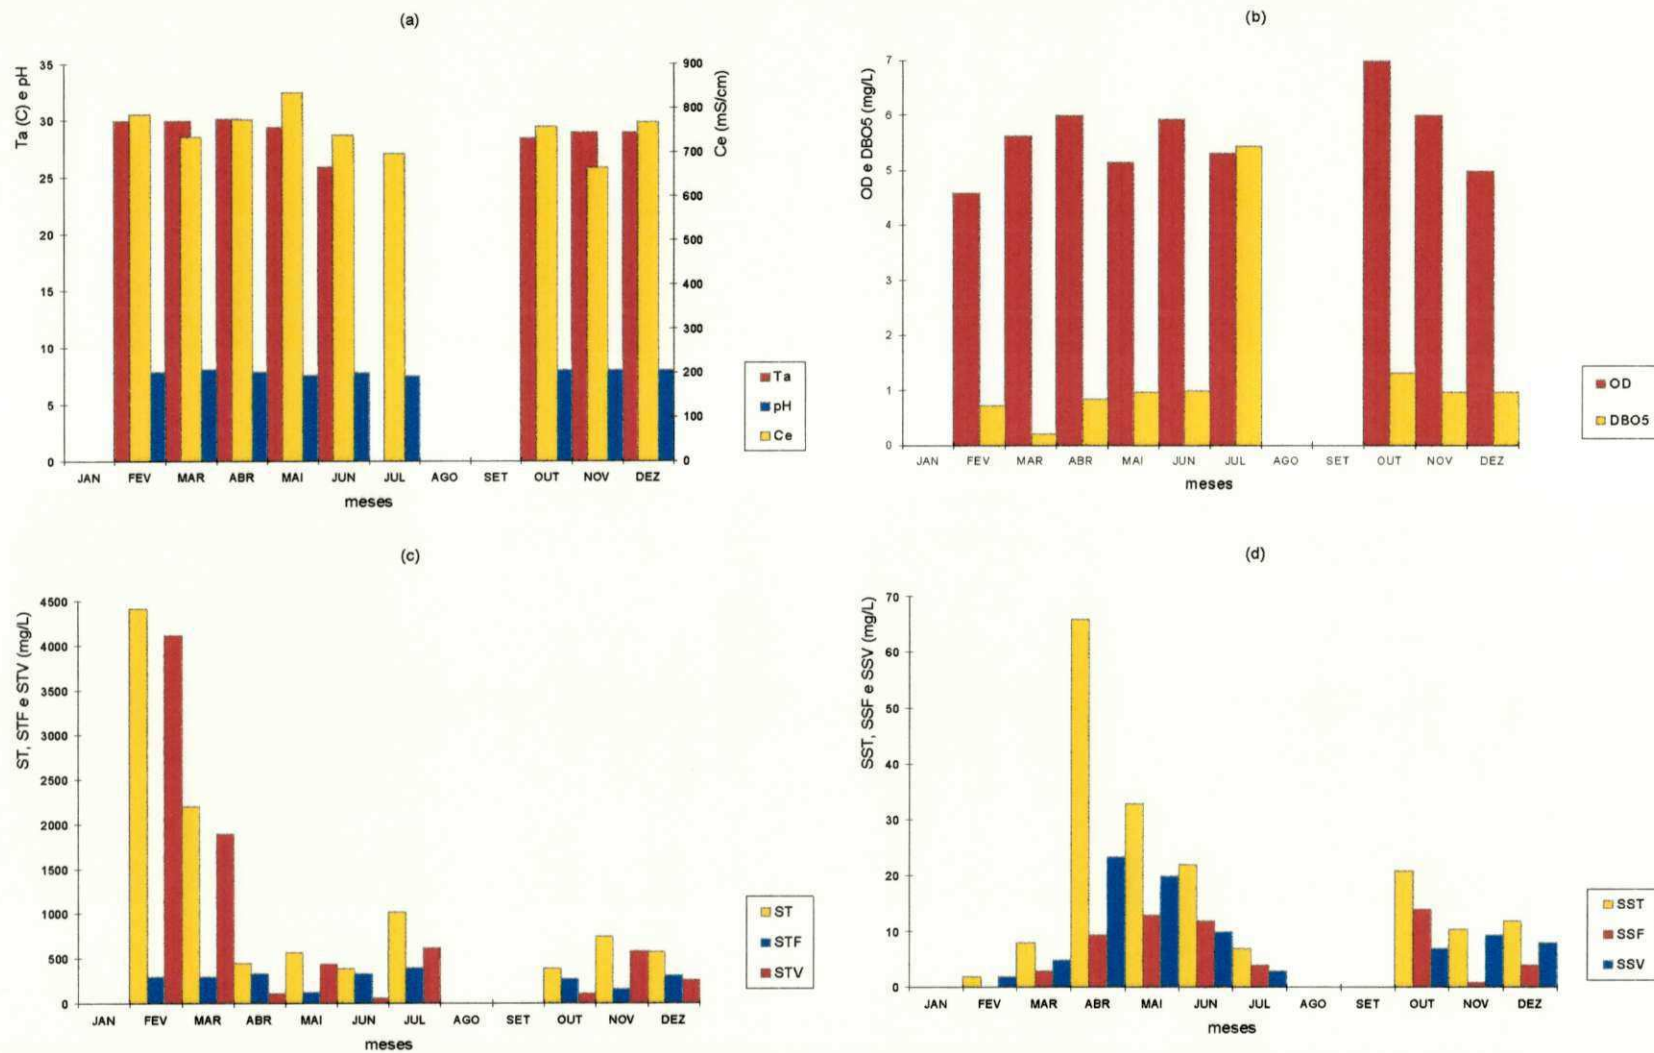 (a)
Ta (C) e pH
35
30
25
20
15
10
5
0
900
800
700
600
500
400
300
200
100
0
Ce (mS/cm)
JAN FEV MAR ABR MAI JUN JUL AGO SET OUT NOV DEZ
meses
Ta
pH
Ce
(b)
OD e DBO5 (mg/L)
7
6
5
4
3
2
1
0
JAN FEV MAR ABR MAI JUN JUL AGO SET OUT NOV DEZ
meses
OD
DBO5
(c)
ST, STF e STV (mg/L)
4500
4000
3500
3000
2500
2000
1500
1000
500
0
JAN FEV MAR ABR MAI JUN JUL AGO SET OUT NOV DEZ
meses
ST
STF
STV
(d)
SST, SSF e SSV (mg/L)
70
60
50
40
30
20
10
0
JAN FEV MAR ABR MAI JUN JUL AGO SET OUT NOV DEZ
meses
SST
SSF
SSV